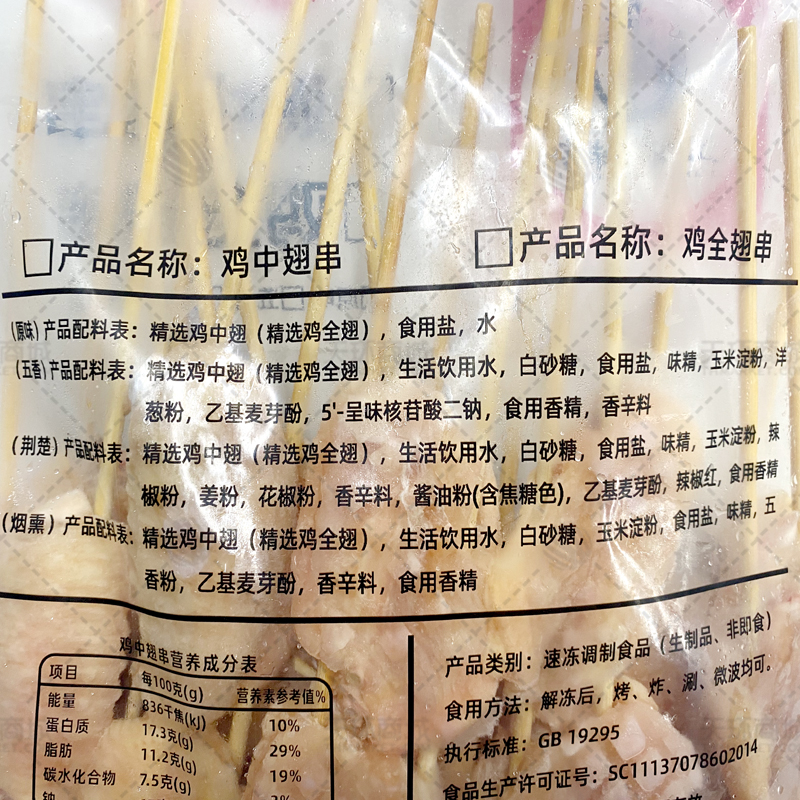 □产品名称：鸡中翅串
□产品名称：鸡全翅串
（原味）产品配料表：精选鸡中翅（精选鸡全翅），食用盐，水
（五香）产品配料表：精选鸡中翅（精选鸡全翅），生活饮用水，白砂糖，食用盐，味精，玉米淀粉，洋
葱粉，乙基麦芽酚，5'-呈味核苷酸二钠，食用香精，香辛料
（荆楚）产品配料表：精选鸡中翅（精选鸡全翅），生活饮用水，白砂糖，食用盐，味精，玉米淀粉，辣
椒粉，姜粉，花椒粉，香辛料，酱油粉(含焦糖色)，乙基麦芽酚，辣椒红，食用香精
（烟熏）产品配料表：精选鸡中翅（精选鸡全翅），生活饮用水，白砂糖，玉米淀粉，食用盐，味精，五
香粉，乙基麦芽酚，香辛料，食用香精
鸡中翅串营养成分表
项目 每100克(g) 营养素参考值%
能量 836千焦(kJ) 10%
蛋白质 17.3克(g) 29%
脂肪 11.2克(g) 19%
碳水化合物 7.5克(g)
产品类别：速冻调制食品（生制品、非即食）
食用方法：解冻后，烤、炸、涮、微波均可。
执行标准：GB 19295
食品生产许可证号：SC11137078602014